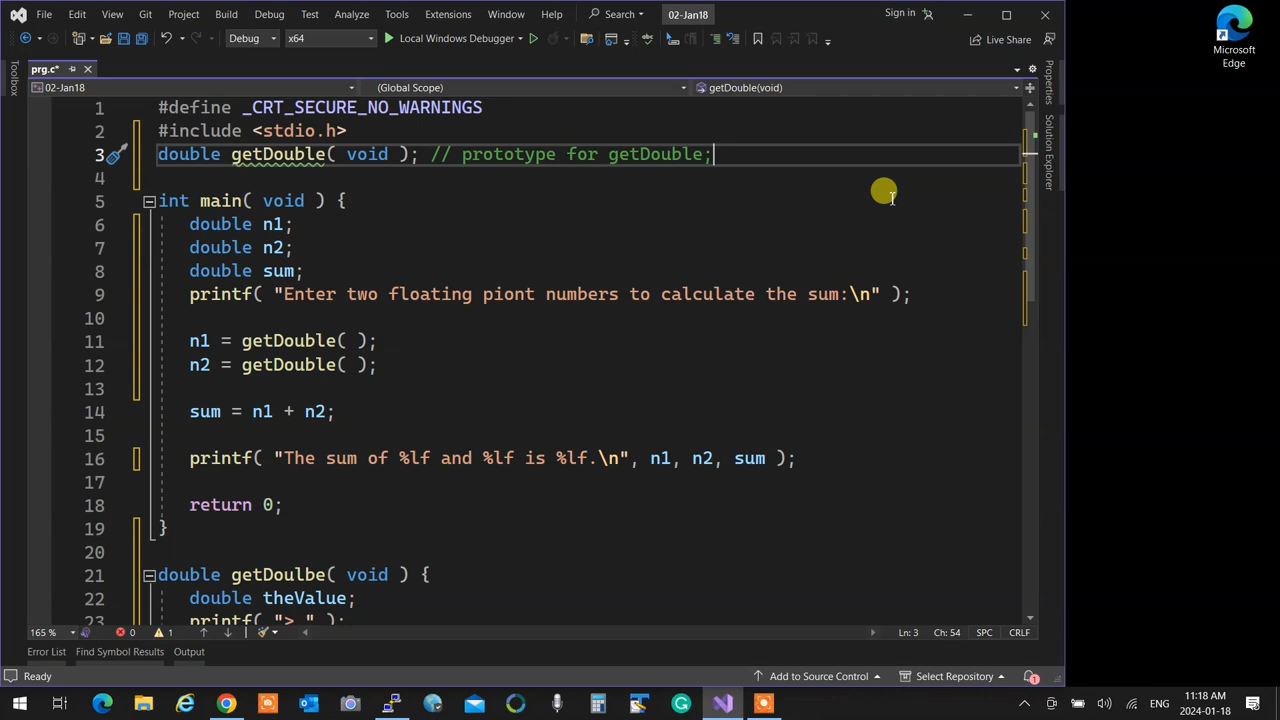 File Edit View Git Project Build Debug Test Analyze Tools Extensions Window Help Search 02-Jan18 Sign in
Debug x64 Local Windows Debugger Live Share
prg.c*
02-Jan18 (Global Scope) getDouble(void)
1 #define _CRT_SECURE_NO_WARNINGS
2 #include <stdio.h>
3 double getDouble( void ); // prototype for getDouble;
4
5 int main( void ) {
6 double n1;
7 double n2;
8 double sum;
9 printf( "Enter two floating piont numbers to calculate the sum:\n" );
10
11 n1 = getDouble( );
12 n2 = getDouble( );
13
14 sum = n1 + n2;
15
16 printf( "The sum of %lf and %lf is %lf.\n", n1, n2, sum );
17
18 return 0;
19 }
20
21 double getDoulbe( void ) {
22 double theValue;
23 printf( "> " );
165 % 0 1 Ln: 3 Ch: 54 SPC CRLF
Error List Find Symbol Results Output
Ready Add to Source Control Select Repository 1
Toolbox
Properties
Solution Explorer
Microsoft
Edge
ENG 11:18 AM
2024-01-18